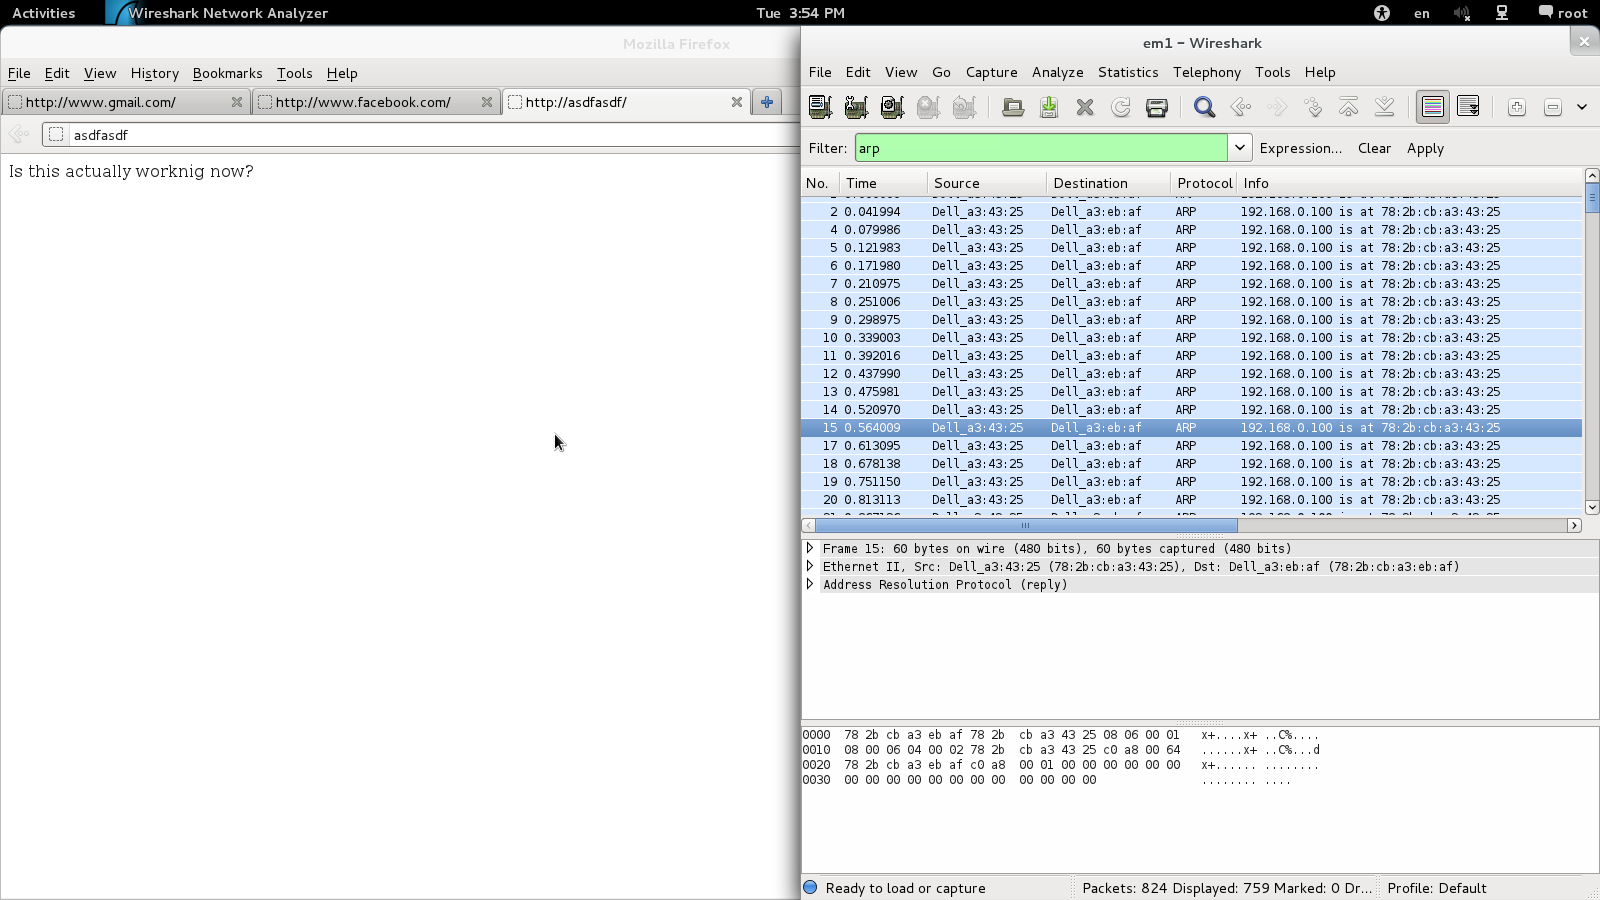 Activities
Wireshark Network Analyzer
Tue 3:54 PM
en
root
Mozilla Firefox
File Edit View History Bookmarks Tools Help
http://www.gmail.com/
http://www.facebook.com/
http://asdfasdf/
asdfasdf
Is this actually worknig now?
em1 – Wireshark
File Edit View Go Capture Analyze Statistics Telephony Tools Help
Filter: arp Expression... Clear Apply
No. Time Source Destination Protocol Info
2 0.041994 Dell_a3:43:25 Dell_a3:eb:af ARP 192.168.0.100 is at 78:2b:cb:a3:43:25
4 0.079986 Dell_a3:43:25 Dell_a3:eb:af ARP 192.168.0.100 is at 78:2b:cb:a3:43:25
5 0.121983 Dell_a3:43:25 Dell_a3:eb:af ARP 192.168.0.100 is at 78:2b:cb:a3:43:25
6 0.171980 Dell_a3:43:25 Dell_a3:eb:af ARP 192.168.0.100 is at 78:2b:cb:a3:43:25
7 0.210975 Dell_a3:43:25 Dell_a3:eb:af ARP 192.168.0.100 is at 78:2b:cb:a3:43:25
8 0.251006 Dell_a3:43:25 Dell_a3:eb:af ARP 192.168.0.100 is at 78:2b:cb:a3:43:25
9 0.298975 Dell_a3:43:25 Dell_a3:eb:af ARP 192.168.0.100 is at 78:2b:cb:a3:43:25
10 0.339003 Dell_a3:43:25 Dell_a3:eb:af ARP 192.168.0.100 is at 78:2b:cb:a3:43:25
11 0.392016 Dell_a3:43:25 Dell_a3:eb:af ARP 192.168.0.100 is at 78:2b:cb:a3:43:25
12 0.437990 Dell_a3:43:25 Dell_a3:eb:af ARP 192.168.0.100 is at 78:2b:cb:a3:43:25
13 0.475981 Dell_a3:43:25 Dell_a3:eb:af ARP 192.168.0.100 is at 78:2b:cb:a3:43:25
14 0.520970 Dell_a3:43:25 Dell_a3:eb:af ARP 192.168.0.100 is at 78:2b:cb:a3:43:25
15 0.564009 Dell_a3:43:25 Dell_a3:eb:af ARP 192.168.0.100 is at 78:2b:cb:a3:43:25
17 0.613095 Dell_a3:43:25 Dell_a3:eb:af ARP 192.168.0.100 is at 78:2b:cb:a3:43:25
18 0.678138 Dell_a3:43:25 Dell_a3:eb:af ARP 192.168.0.100 is at 78:2b:cb:a3:43:25
19 0.751150 Dell_a3:43:25 Dell_a3:eb:af ARP 192.168.0.100 is at 78:2b:cb:a3:43:25
20 0.813113 Dell_a3:43:25 Dell_a3:eb:af ARP 192.168.0.100 is at 78:2b:cb:a3:43:25
Frame 15: 60 bytes on wire (480 bits), 60 bytes captured (480 bits)
Ethernet II, Src: Dell_a3:43:25 (78:2b:cb:a3:43:25), Dst: Dell_a3:eb:af (78:2b:cb:a3:eb:af)
Address Resolution Protocol (reply)
0000 78 2b cb a3 eb af 78 2b cb a3 43 25 08 06 00 01 x+....x+ ..C%....
0010 08 00 06 04 00 02 78 2b cb a3 43 25 c0 a8 00 64 ......x+ ..C%...d
0020 78 2b cb a3 eb af c0 a8 00 01 00 00 00 00 00 00 x+...... ........
0030 00 00 00 00 00 00 00 00 00 00 00 00 ........ ....
Ready to load or capture
Packets: 824 Displayed: 759 Marked: 0 Dr...
Profile: Default